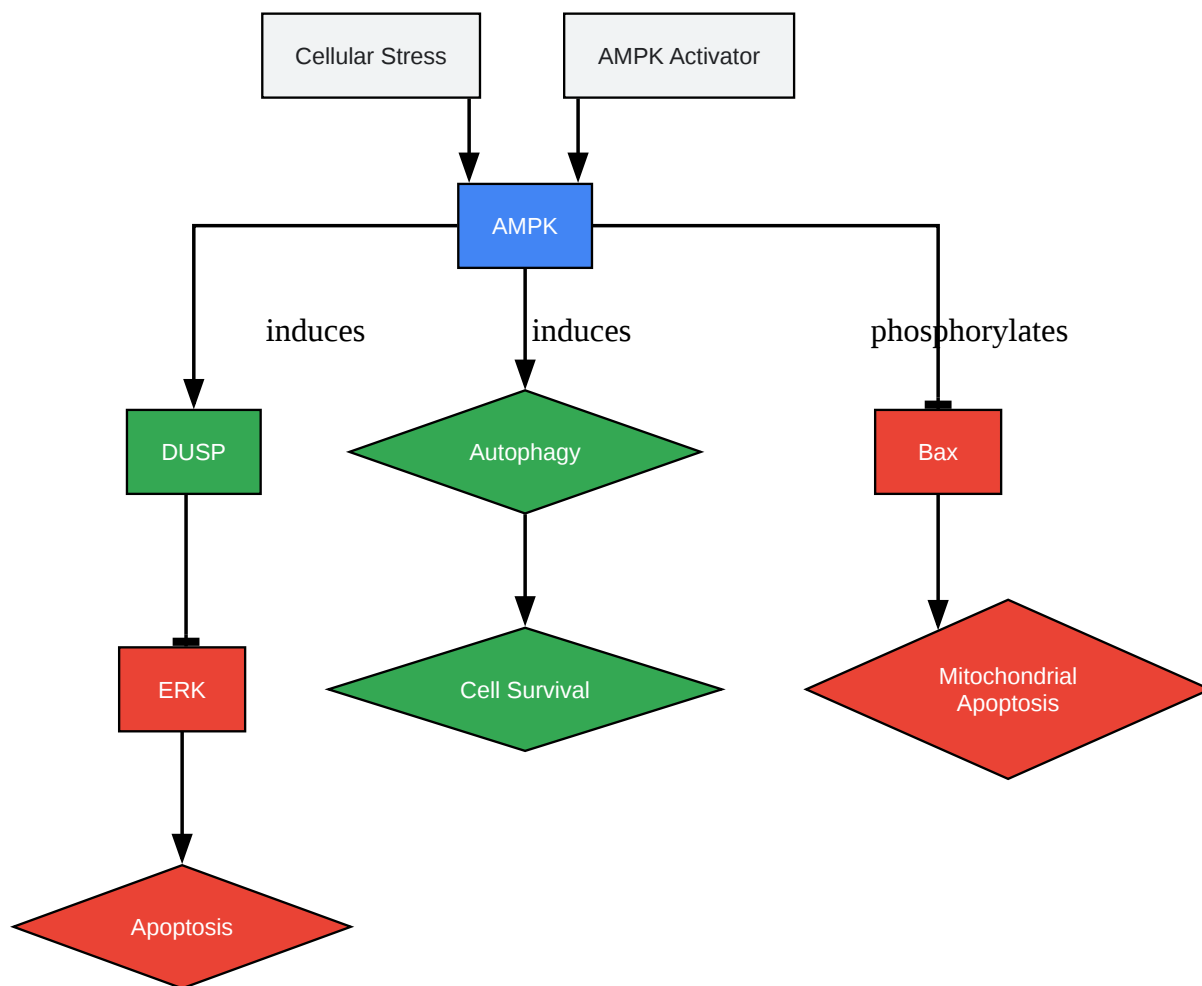 Cellular Stress
AMPK Activator
AMPK
induces
induces
phosphorylates
DUSP
Autophagy
Bax
ERK
Cell Survival
Mitochondrial
Apoptosis
Apoptosis